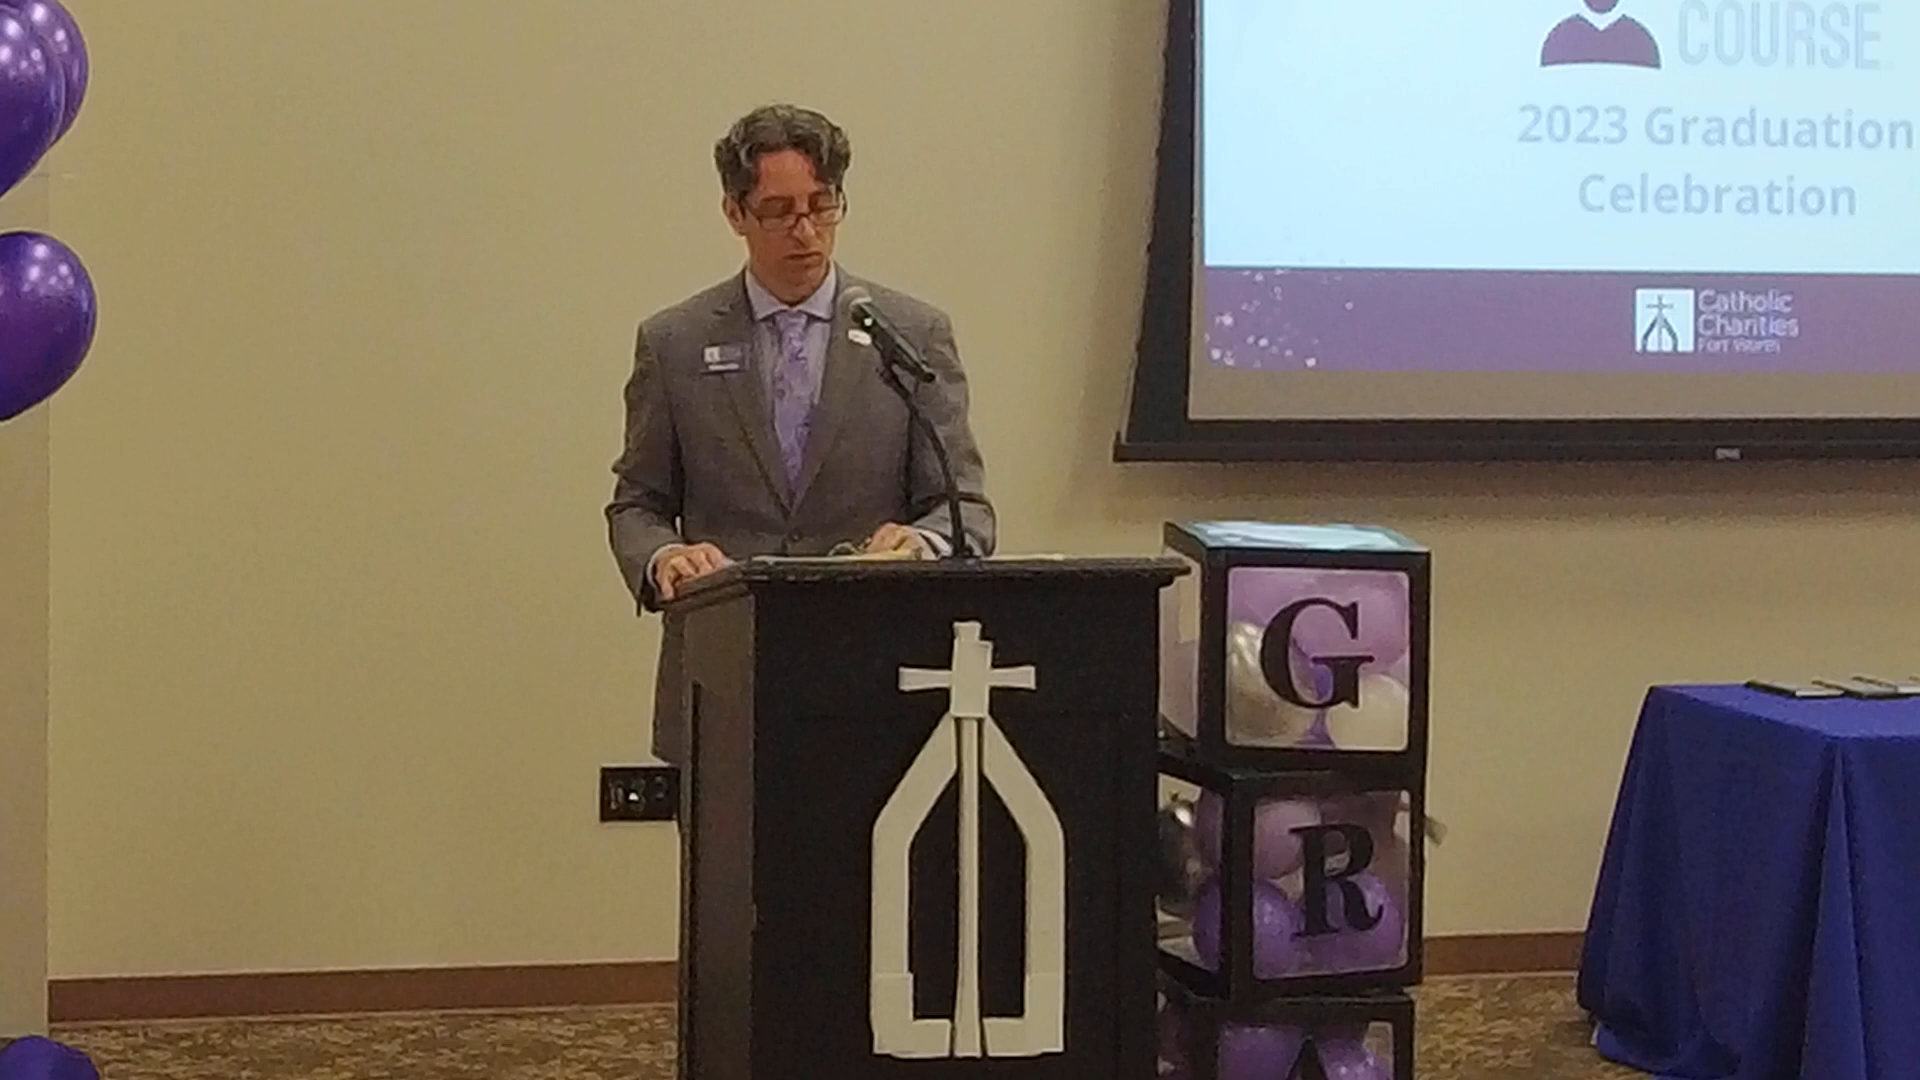 COURSE
2023 Graduation
Celebration
Catholic
Charities
Fort Worth
G
R
A